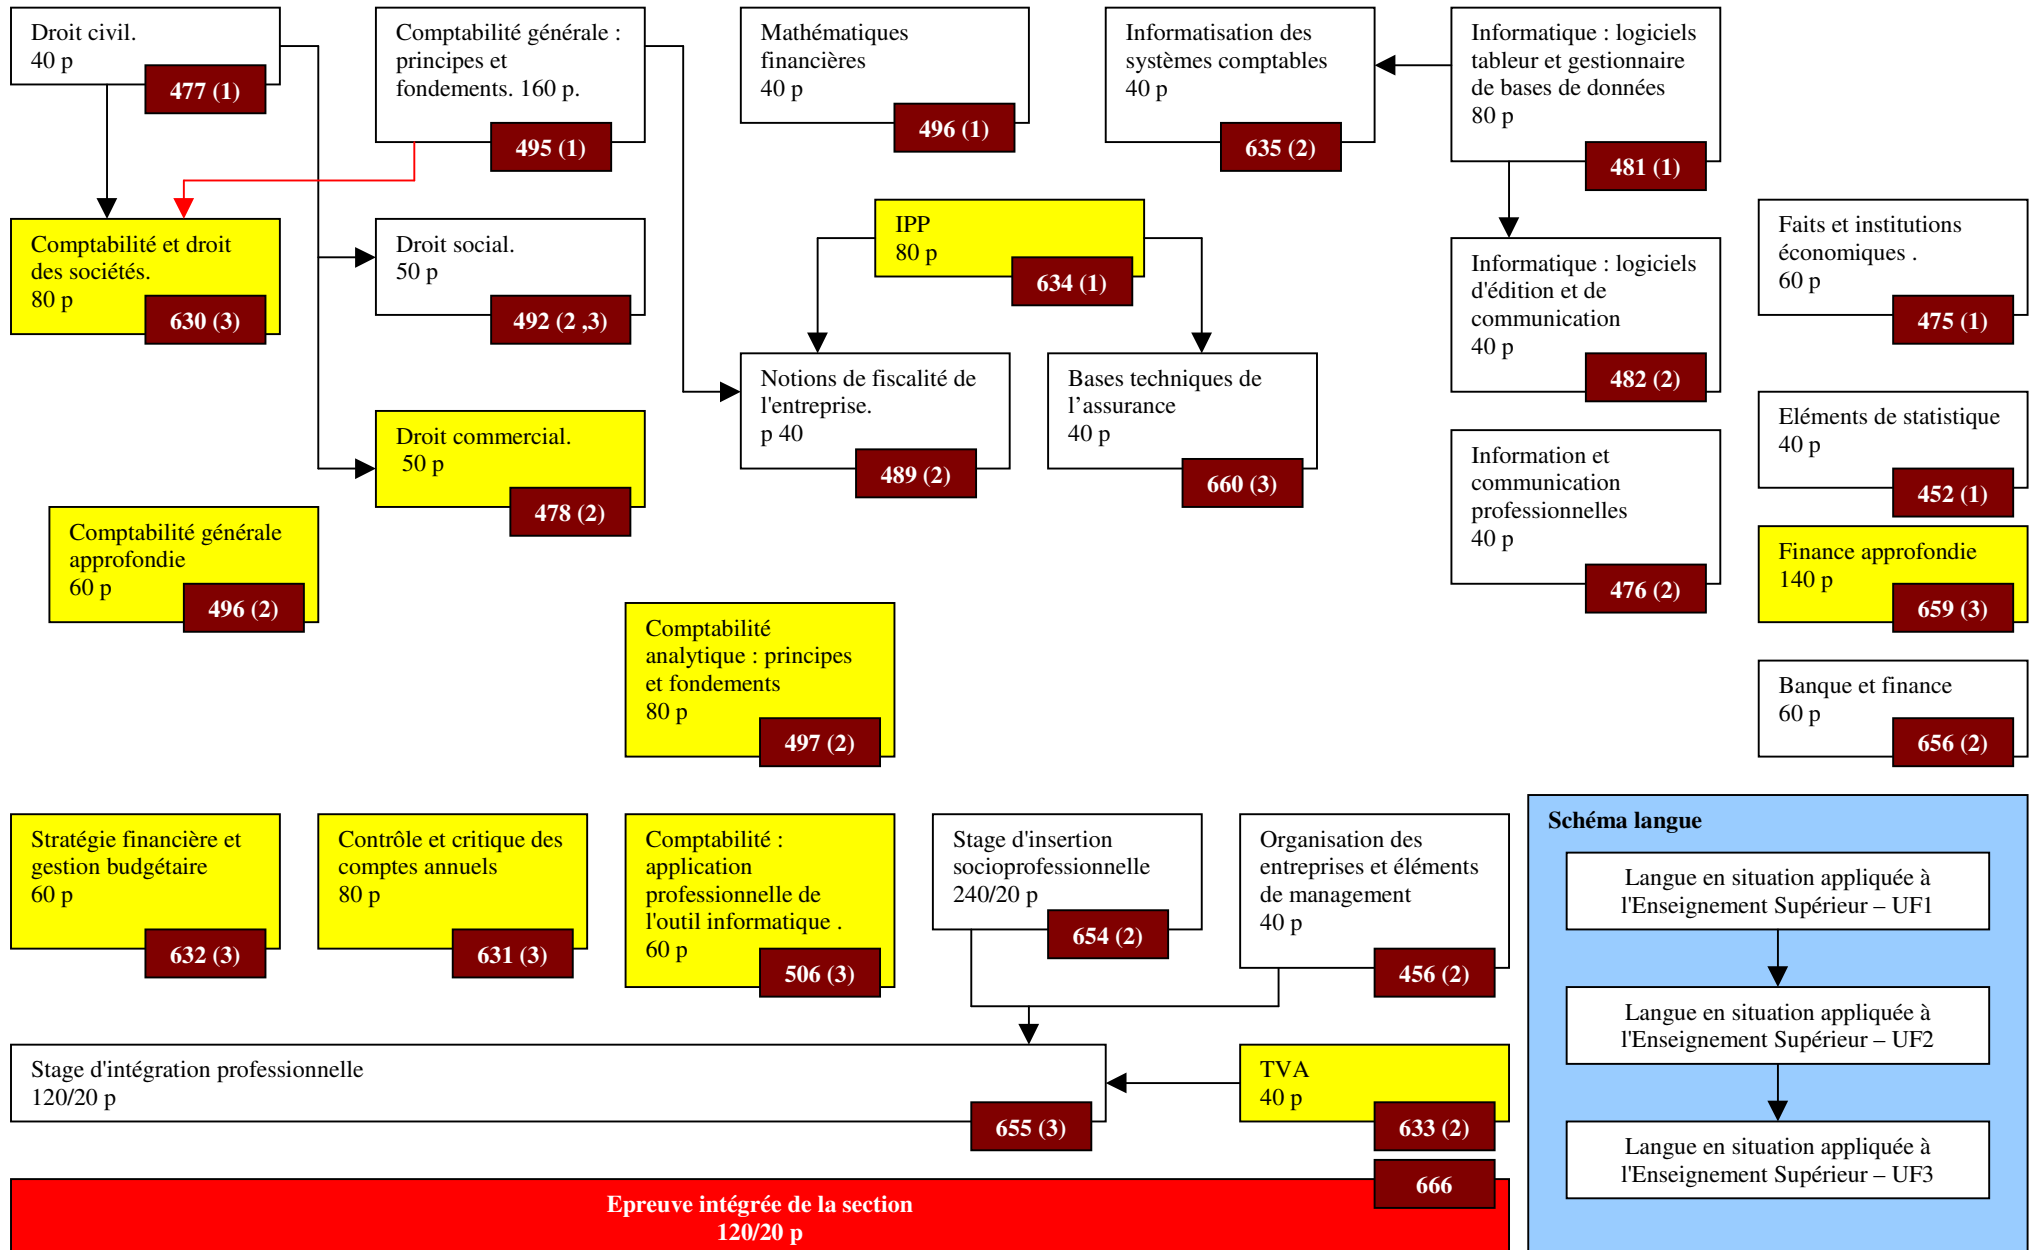 Droit civil.
40 p
477 (1)
Comptabilité générale :
principes et
fondements. 160 p.
495 (1)
Mathématiques
financières
40 p
496 (1)
Informatisation des
systèmes comptables
40 p
635 (2)
Informatique : logiciels
tableur et gestionnaire
de bases de données
80 p
481 (1)
Comptabilité et droit
des sociétés.
80 p
630 (3)
Droit social.
50 p
492 (2 ,3)
IPP
80 p
634 (1)
Informatique : logiciels
d'édition et de
communication
40 p
482 (2)
Faits et institutions
économiques .
60 p
475 (1)
Droit commercial.
50 p
478 (2)
Notions de fiscalité de
l'entreprise.
p 40
489 (2)
Bases techniques de
l’assurance
40 p
660 (3)
Information et
communication
professionnelles
40 p
476 (2)
Eléments de statistique
40 p
452 (1)
Comptabilité générale
approfondie
60 p
496 (2)
Finance approfondie
140 p
659 (3)
Comptabilité
analytique : principes
et fondements
80 p
497 (2)
Banque et finance
60 p
656 (2)
Stratégie financière et
gestion budgétaire
60 p
632 (3)
Contrôle et critique des
comptes annuels
80 p
631 (3)
Comptabilité :
application
professionnelle de
l'outil informatique .
60 p
506 (3)
Stage d'insertion
socioprofessionnelle
240/20 p
654 (2)
Organisation des
entreprises et éléments
de management
40 p
456 (2)
Schéma langue
Langue en situation appliquée à
l'Enseignement Supérieur – UF1
Langue en situation appliquée à
l'Enseignement Supérieur – UF2
Langue en situation appliquée à
l'Enseignement Supérieur – UF3
Stage d'intégration professionnelle
120/20 p
655 (3)
TVA
40 p
633 (2)
666
Epreuve intégrée de la section
120/20 p